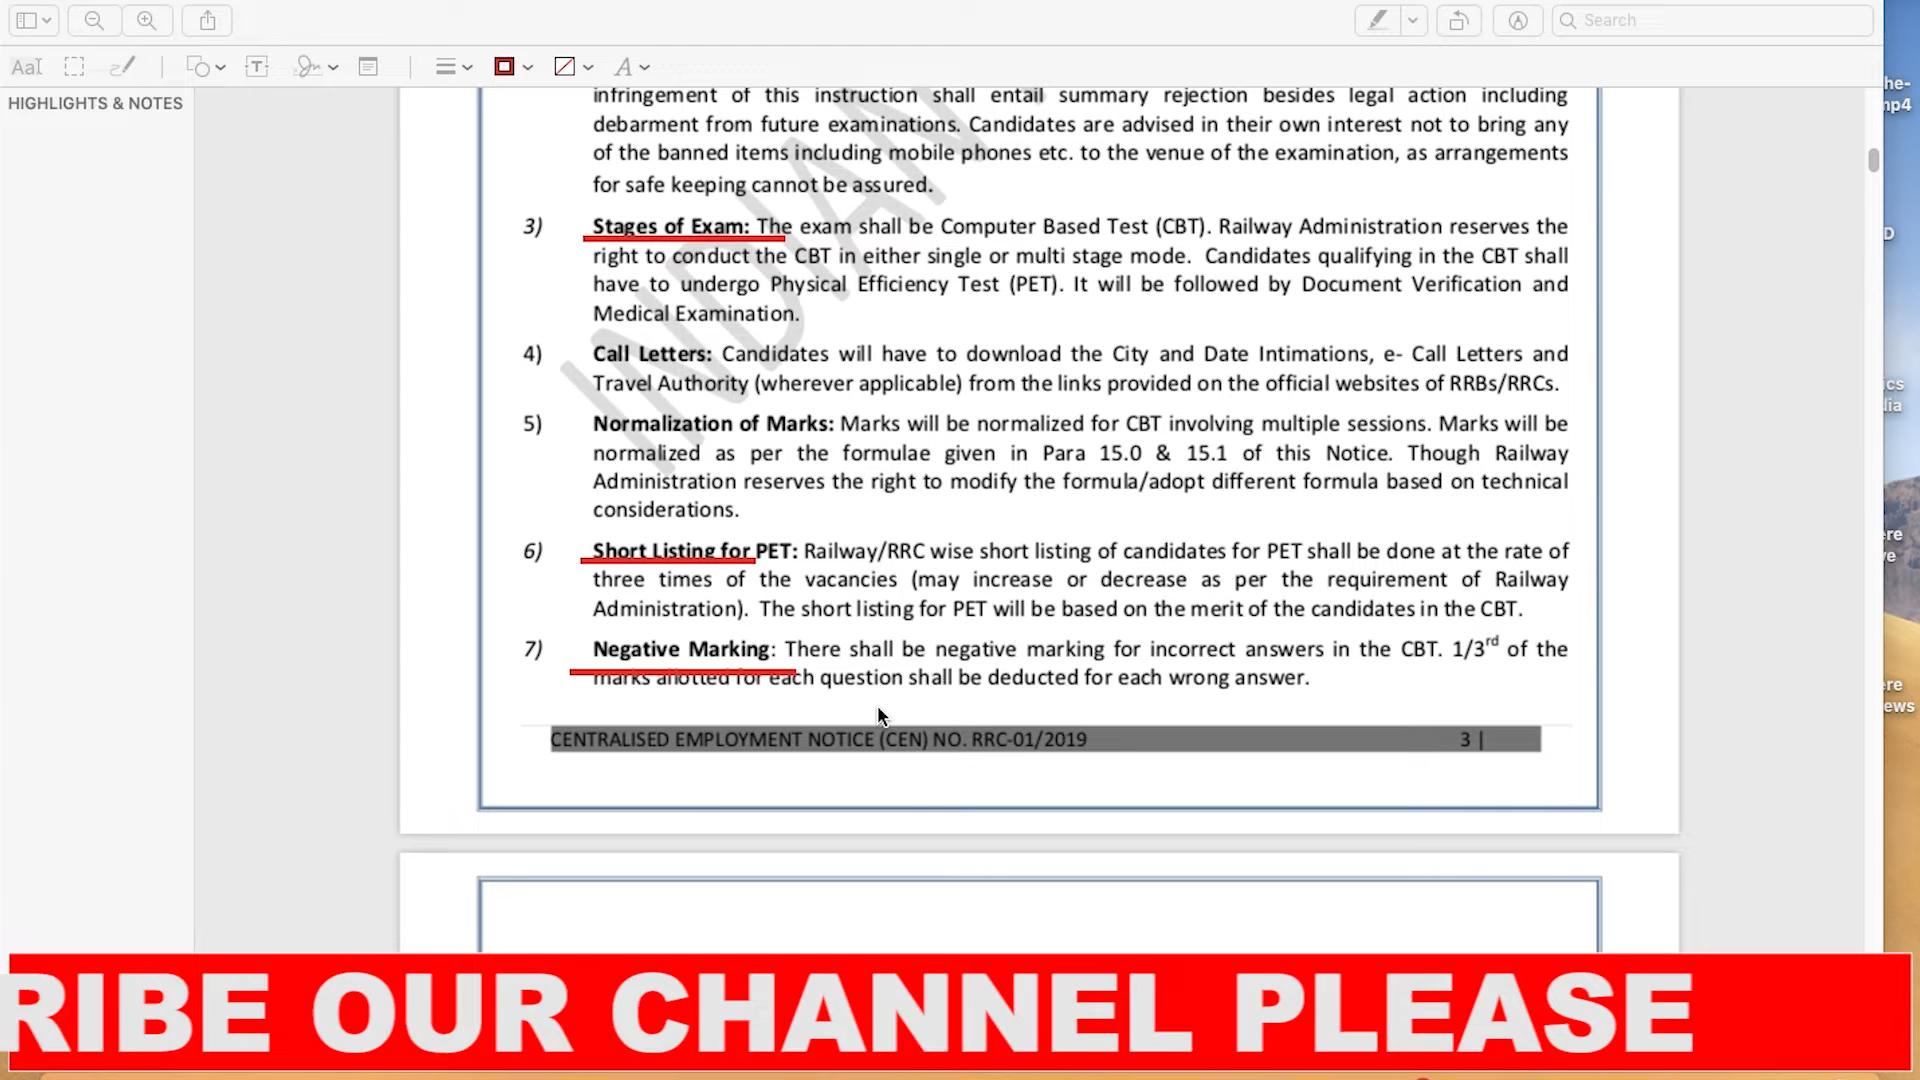 Search
HIGHLIGHTS & NOTES
infringement of this instruction shall entail summary rejection besides legal action including
debarment from future examinations. Candidates are advised in their own interest not to bring any
of the banned items including mobile phones etc. to the venue of the examination, as arrangements
for safe keeping cannot be assured.
3) Stages of Exam: The exam shall be Computer Based Test (CBT). Railway Administration reserves the
right to conduct the CBT in either single or multi stage mode. Candidates qualifying in the CBT shall
have to undergo Physical Efficiency Test (PET). It will be followed by Document Verification and
Medical Examination.
4) Call Letters: Candidates will have to download the City and Date Intimations, e- Call Letters and
Travel Authority (wherever applicable) from the links provided on the official websites of RRBs/RRCs.
5) Normalization of Marks: Marks will be normalized for CBT involving multiple sessions. Marks will be
normalized as per the formulae given in Para 15.0 & 15.1 of this Notice. Though Railway
Administration reserves the right to modify the formula/adopt different formula based on technical
considerations.
6) Short Listing for PET: Railway/RRC wise short listing of candidates for PET shall be done at the rate of
three times of the vacancies (may increase or decrease as per the requirement of Railway
Administration). The short listing for PET will be based on the merit of the candidates in the CBT.
7) Negative Marking: There shall be negative marking for incorrect answers in the CBT. 1/3rd of the
marks allotted for each question shall be deducted for each wrong answer.
CENTRALISED EMPLOYMENT NOTICE (CEN) NO. RRC-01/2019 3 |
INDIAN
RIBE OUR CHANNEL PLEASE